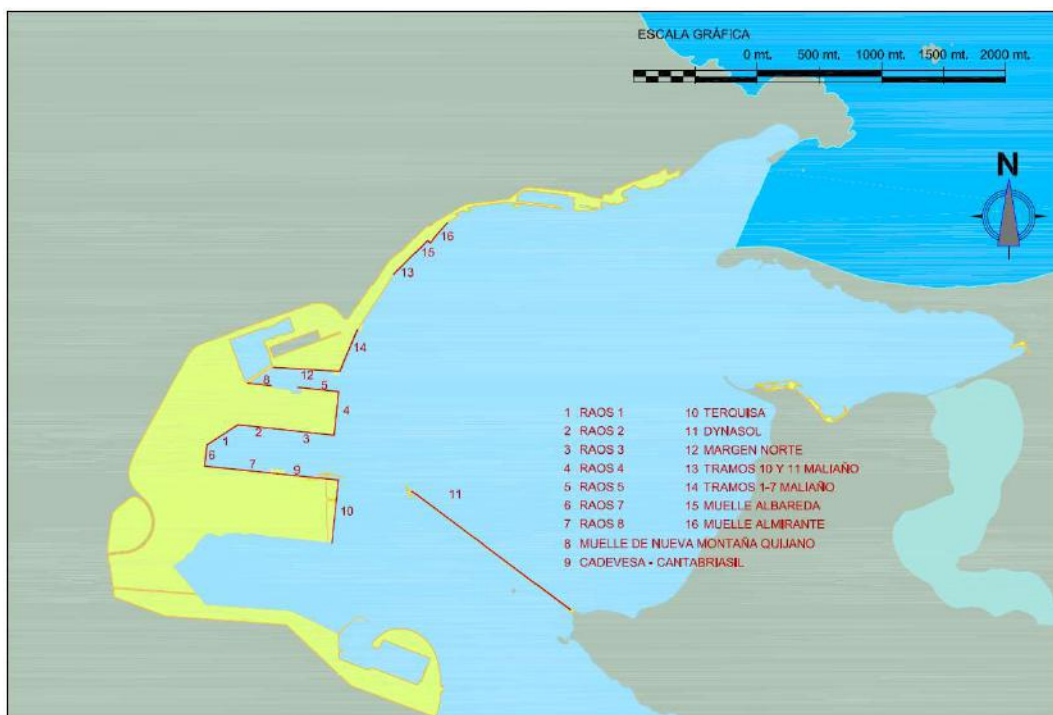 ESCALA GRÁFICA
0 mt. 500 mt. 1000 mt. 1500 mt. 2000 mt.
N
16
15
13
14
12
8
5
4
2
1
3
6
7
9
10
11
1 RAOS 1
2 RAOS 2
3 RAOS 3
4 RAOS 4
5 RAOS 5
6 RAOS 7
7 RAOS 8
8 MUELLE DE NUEVA MONTAÑA QUIJANO
9 CADEVESA - CANTABRIASIL
10 TERQUISA
11 DYNASOL
12 MARGEN NORTE
13 TRAMOS 10 Y 11 MALIAÑO
14 TRAMOS 1-7 MALIAÑO
15 MUELLE ALBAREDA
16 MUELLE ALMIRANTE